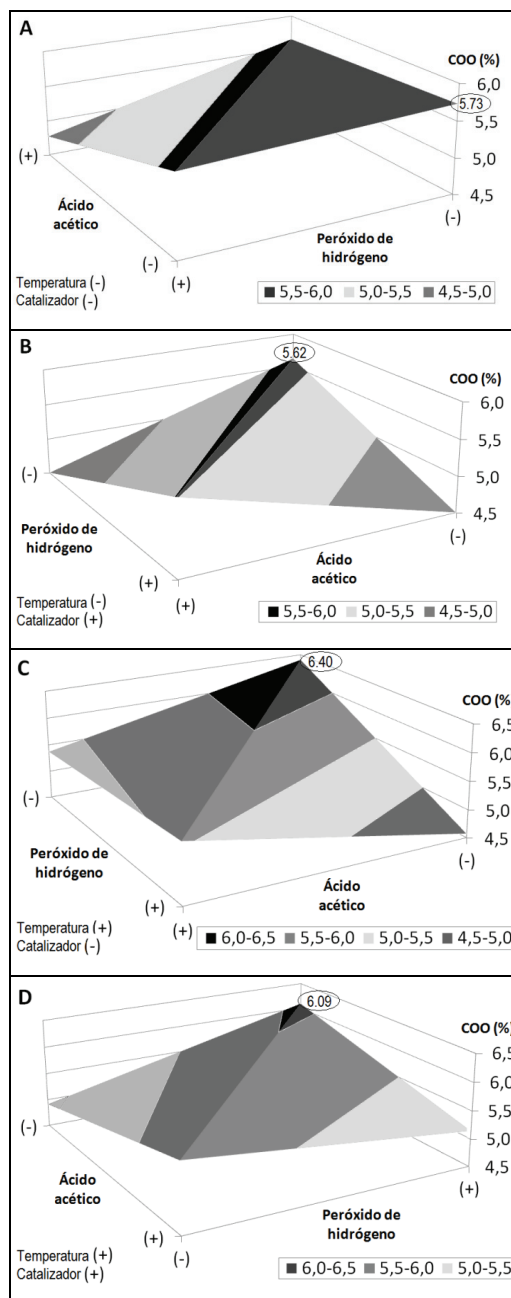 A
COO (%)
6,0
5.73
5,5
5,0
4,5
(+)
Ácido
acético
(-)
(+)
Peróxido de
hidrógeno
(-)
Temperatura (-)
Catalizador (-)
5,5-6,0 5,0-5,5 4,5-5,0
B
5.62
COO (%)
6,0
5,5
5,0
4,5
(-)
Peróxido de
hidrógeno
(+)
(+)
Ácido
acético
(-)
Temperatura (-)
Catalizador (+)
5,5-6,0 5,0-5,5 4,5-5,0
C
6.40
COO (%)
6,5
6,0
5,5
5,0
4,5
(-)
Peróxido de
hidrógeno
(+)
(+)
Ácido
acético
(-)
Temperatura (+)
Catalizador (-)
6,0-6,5 5,5-6,0 5,0-5,5 4,5-5,0
D
6.09
COO (%)
6,5
6,0
5,5
5,0
4,5
(-)
Ácido
acético
(+)
(-)
Peróxido de
hidrógeno
(+)
Temperatura (+)
Catalizador (+)
6,0-6,5 5,5-6,0 5,0-5,5